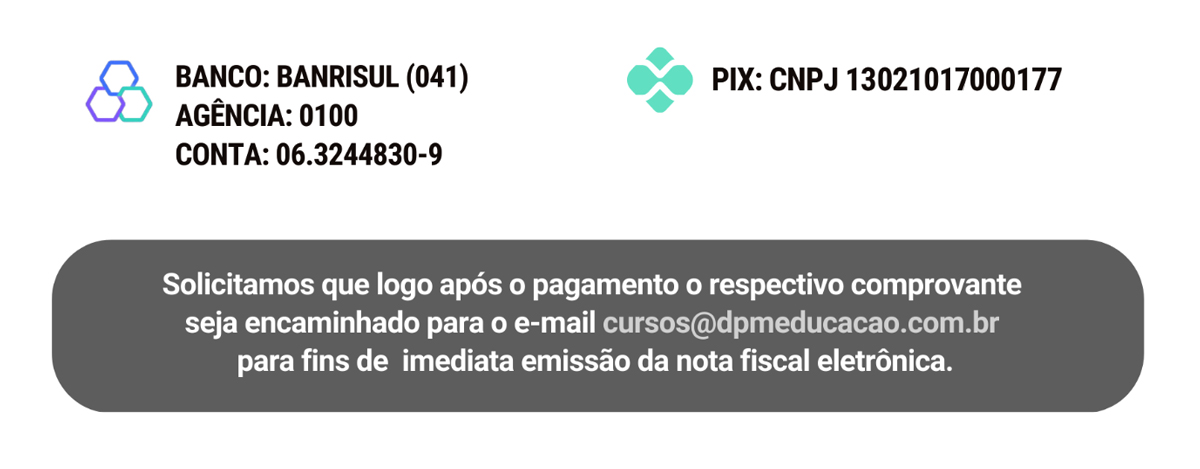 BANCO: BANRISUL (041)
AGÊNCIA: 0100
CONTA: 06.3244830-9
PIX: CNPJ 13021017000177
Solicitamos que logo após o pagamento o respectivo comprovante
seja encaminhado para o e-mail cursos@dpmeducacao.com.br
para fins de  imediata emissão da nota fiscal eletrônica.